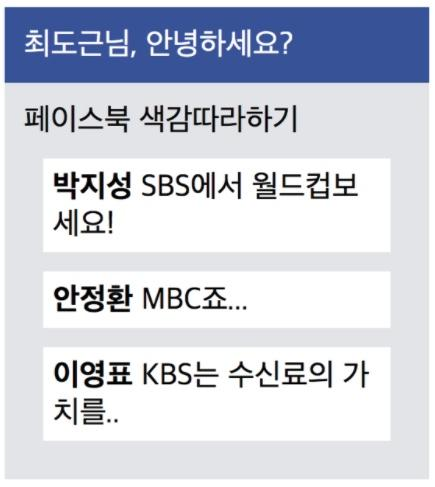 최도근님, 안녕하세요?
페이스북 색감따라하기
박지성 SBS에서 월드컵보
세요!
안정환 MBC죠...
이영표 KBS는 수신료의 가
치를..